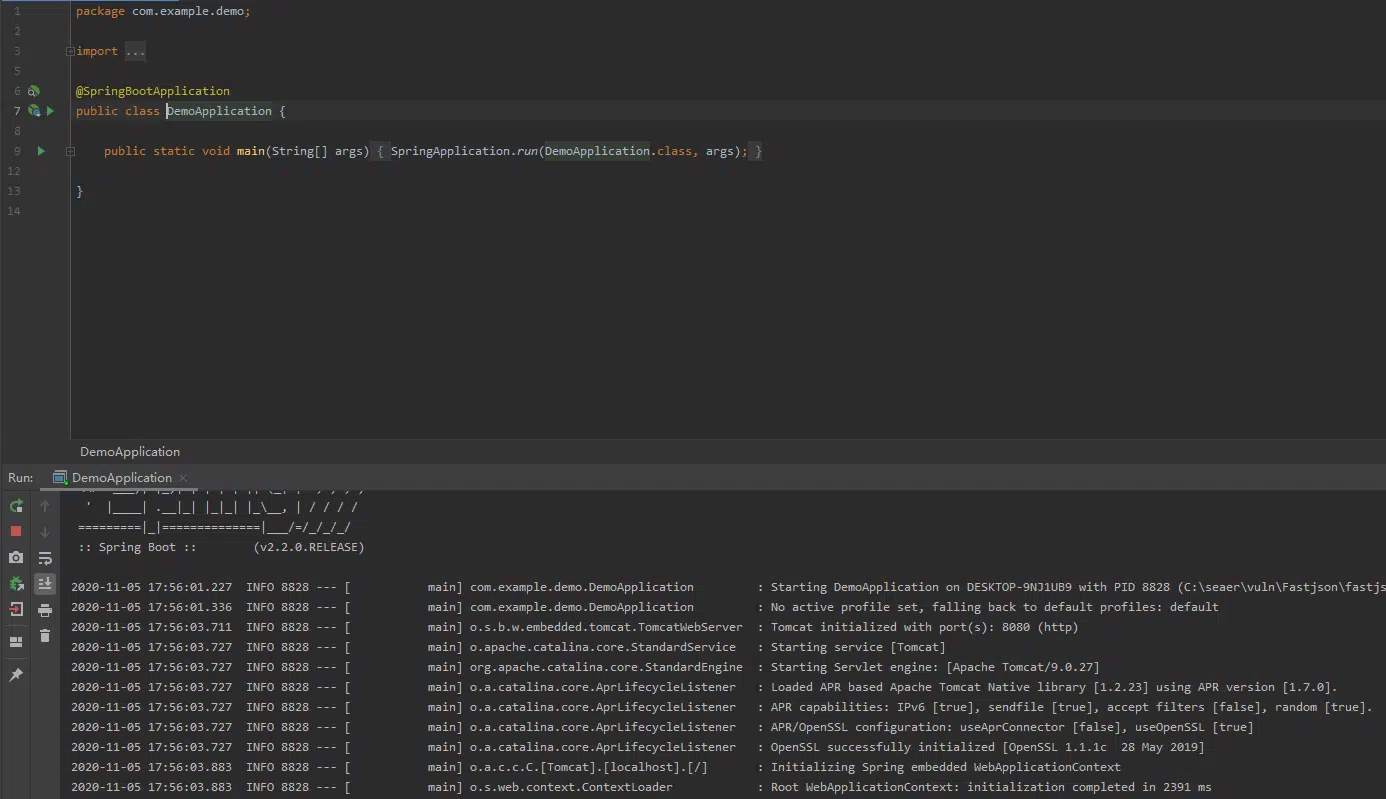 1 package com.example.demo;
2
3 import ...
5
6 @SpringBootApplication
7 public class DemoApplication {
8
9 public static void main(String[] args) { SpringApplication.run(DemoApplication.class, args); }
12
13 }
14
DemoApplication
Run: DemoApplication ×
' |____| .__|_| |_|_| |_\__, | / / / /
=========|_|==============|___/=/_/_/_/
:: Spring Boot :: (v2.2.0.RELEASE)
2020-11-05 17:56:01.227 INFO 8828 --- [ main] com.example.demo.DemoApplication : Starting DemoApplication on DESKTOP-9NJ1UB9 with PID 8828 (C:\seaer\vuln\Fastjson\fastjs
2020-11-05 17:56:01.336 INFO 8828 --- [ main] com.example.demo.DemoApplication : No active profile set, falling back to default profiles: default
2020-11-05 17:56:03.711 INFO 8828 --- [ main] o.s.b.w.embedded.tomcat.TomcatWebServer : Tomcat initialized with port(s): 8080 (http)
2020-11-05 17:56:03.727 INFO 8828 --- [ main] o.apache.catalina.core.StandardService : Starting service [Tomcat]
2020-11-05 17:56:03.727 INFO 8828 --- [ main] org.apache.catalina.core.StandardEngine : Starting Servlet engine: [Apache Tomcat/9.0.27]
2020-11-05 17:56:03.727 INFO 8828 --- [ main] o.a.catalina.core.AprLifecycleListener : Loaded APR based Apache Tomcat Native library [1.2.23] using APR version [1.7.0].
2020-11-05 17:56:03.727 INFO 8828 --- [ main] o.a.catalina.core.AprLifecycleListener : APR capabilities: IPv6 [true], sendfile [true], accept filters [false], random [true].
2020-11-05 17:56:03.727 INFO 8828 --- [ main] o.a.catalina.core.AprLifecycleListener : APR/OpenSSL configuration: useAprConnector [false], useOpenSSL [true]
2020-11-05 17:56:03.727 INFO 8828 --- [ main] o.a.catalina.core.AprLifecycleListener : OpenSSL successfully initialized [OpenSSL 1.1.1c 28 May 2019]
2020-11-05 17:56:03.883 INFO 8828 --- [ main] o.a.c.c.C.[Tomcat].[localhost].[/] : Initializing Spring embedded WebApplicationContext
2020-11-05 17:56:03.883 INFO 8828 --- [ main] o.s.web.context.ContextLoader : Root WebApplicationContext: initialization completed in 2391 ms